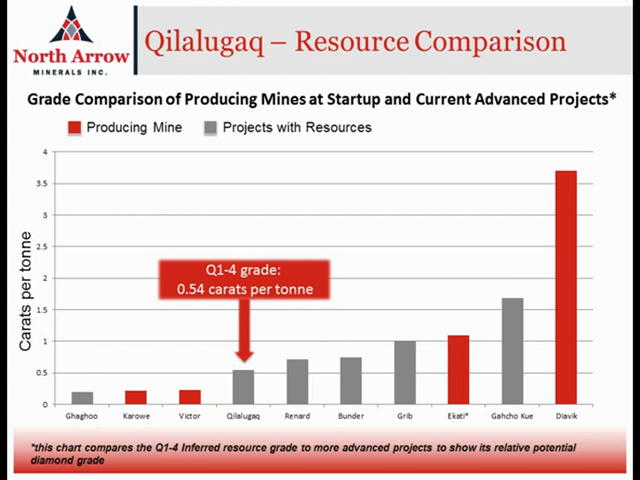 North Arrow
MINERALS INC.
Qilalugaq – Resource Comparison
Grade Comparison of Producing Mines at Startup and Current Advanced Projects*
Producing Mine
Projects with Resources
Carats per tonne
4
3.5
3
2.5
2
1.5
1
0.5
0
Q1-4 grade:
0.54 carats per tonne
Ghaghoo Karowe Victor Qilalugaq Renard Bunder Grib Ekati* Gahcho Kue Diavik
*this chart compares the Q1-4 Inferred resource grade to more advanced projects to show its relative potential
diamond grade